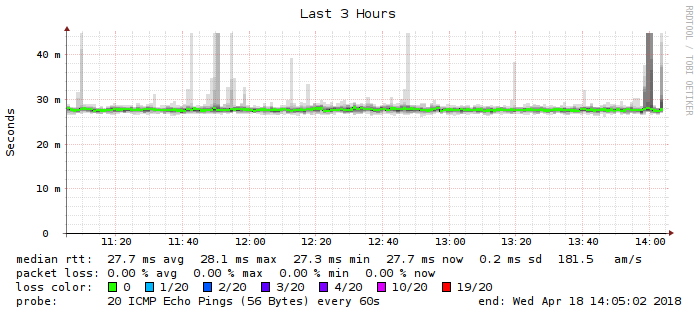 Last 3 Hours
RRDTOOL / TOBI OETIKER
Seconds
40 m
30 m
20 m
10 m
0
11:20 11:40 12:00 12:20 12:40 13:00 13:20 13:40 14:00
median rtt: 27.7 ms avg 28.1 ms max 27.3 ms min 27.7 ms now 0.2 ms sd 181.5 am/s
packet loss: 0.00 % avg 0.00 % max 0.00 % min 0.00 % now
loss color: 0 1/20 2/20 3/20 4/20 10/20 19/20
probe: 20 ICMP Echo Pings (56 Bytes) every 60s end: Wed Apr 18 14:05:02 2018